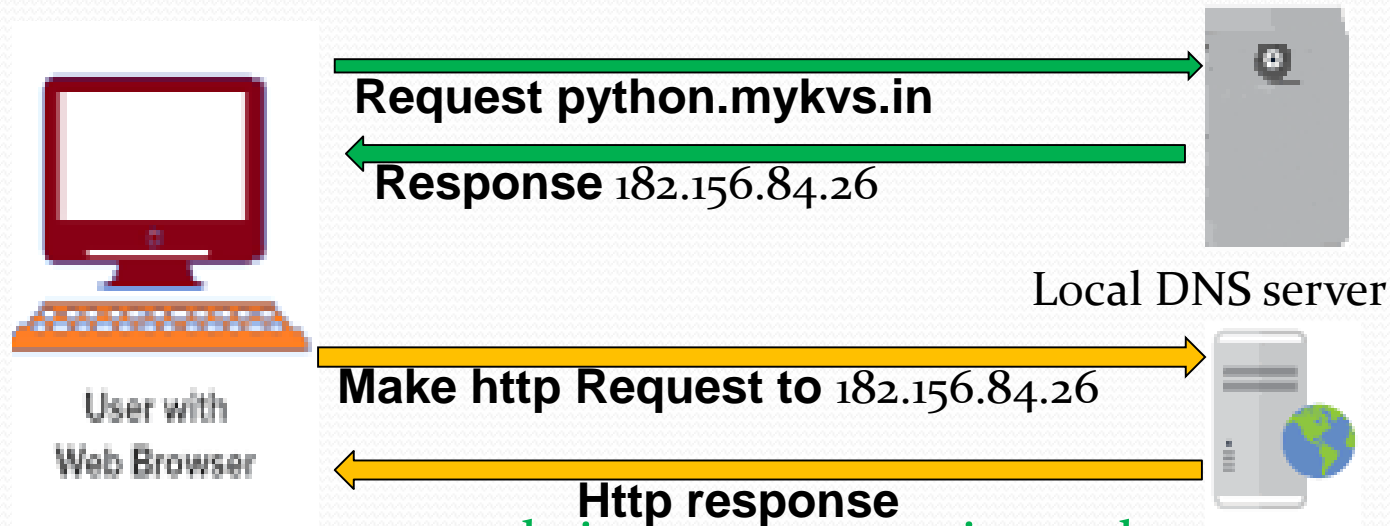 Request python.mykvs.in
Response 182.156.84.26
Local DNS server
Make http Request to 182.156.84.26
User with
Web Browser
Http response